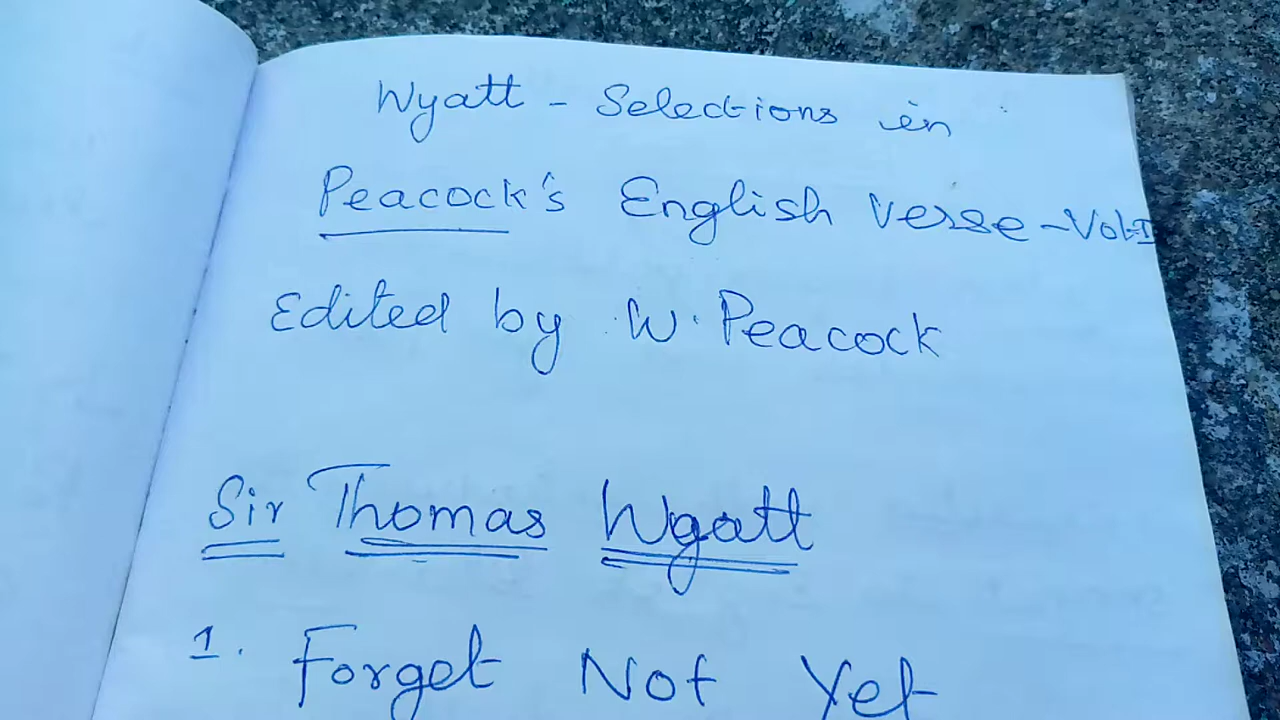 Wyatt - Selections in
Peacock's English Verse - Vol-I
Edited by W. Peacock
Sir Thomas Wyatt
1. Forget Not Yet